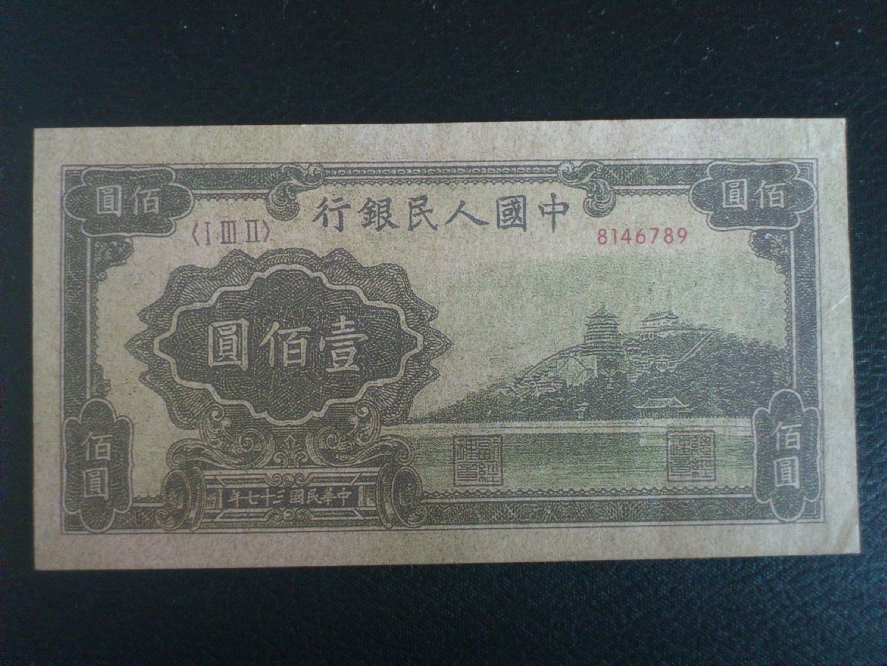 佰圓
佰圓
中國人民銀行
〈Ⅰ Ⅲ Ⅱ〉
8146789
壹佰圓
佰圓
佰圓
中華民國三十七年